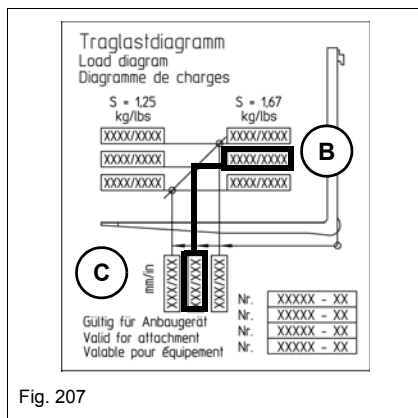 Traglastdiagramm
Load diagram
Diagramme de charges
S = 1,25
kg/lbs
S = 1,67
kg/lbs
XXXX/XXXX
XXXX/XXXX
XXXX/XXXX
XXXX/XXXX
XXXX/XXXX
XXXX/XXXX
B
C
mm/in
XXX/XXX
XXX/XXX
XXX/XXX
Gültig für Anbaugerät
Valid for attachment
Valable pour équipement
Nr. XXXXX - XX
Nr. XXXXX - XX
Nr. XXXXX - XX
Nr. XXXXX - XX
Fig. 207